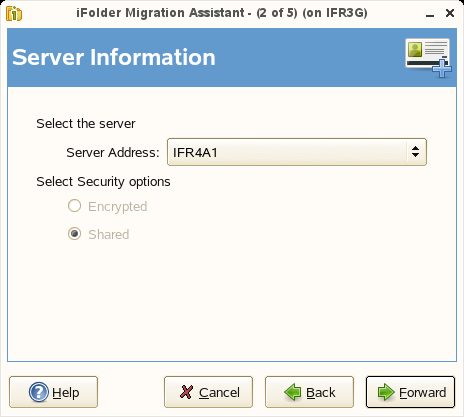 iFolder Migration Assistant - (2 of 5) (on IFR3G)
Server Information
Select the server
Server Address: IFR4A1
Select Security options
Encrypted
Shared
Help Cancel Back Forward